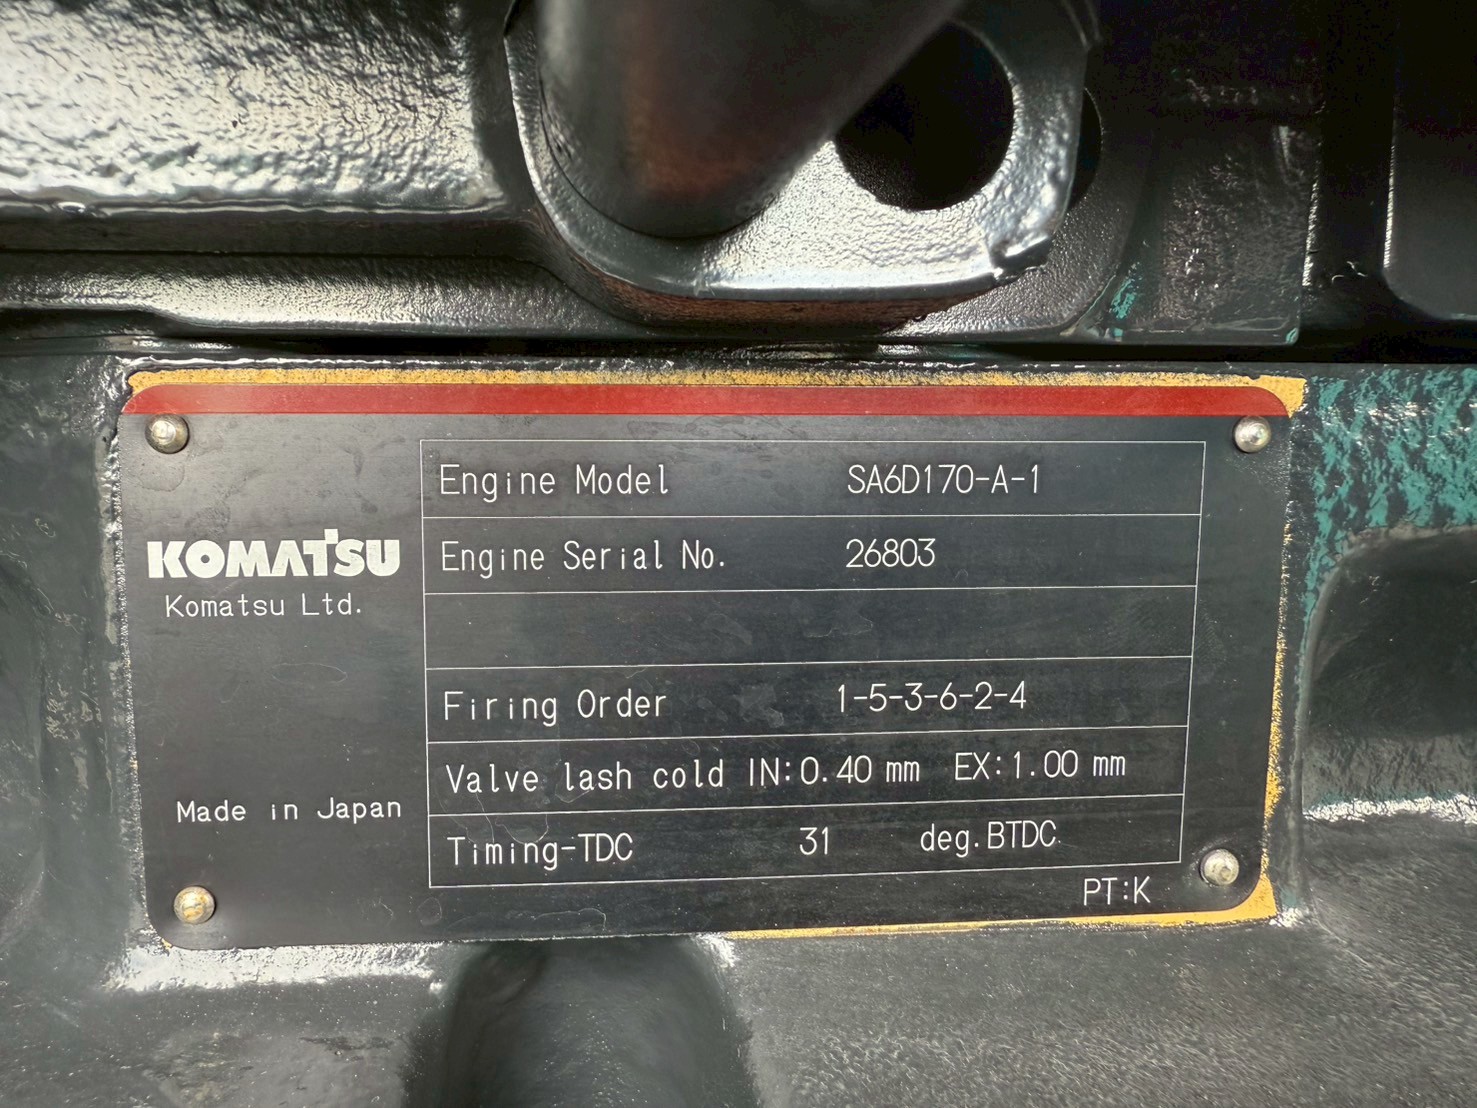 KOMATSU
Komatsu Ltd.
Made in Japan
Engine Model SA6D170-A-1
Engine Serial No. 26803
Firing Order 1-5-3-6-2-4
Valve lash cold IN:0.40 mm EX:1.00 mm
Timing-TDC 31 deg.BTDC
PT:K